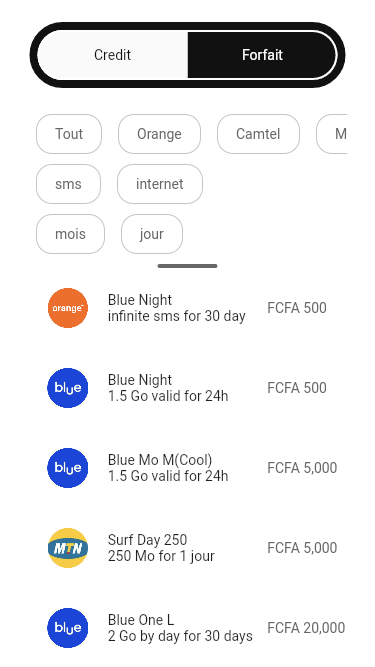 Credit
Forfait
Tout
Orange
Camtel
M
sms
internet
mois
jour
orange
Blue Night
infinite sms for 30 day
FCFA 500
blue
Blue Night
1.5 Go valid for 24h
FCFA 500
blue
Blue Mo M(Cool)
1.5 Go valid for 24h
FCFA 5,000
MTN
Surf Day 250
250 Mo for 1 jour
FCFA 5,000
blue
Blue One L
2 Go by day for 30 days
FCFA 20,000